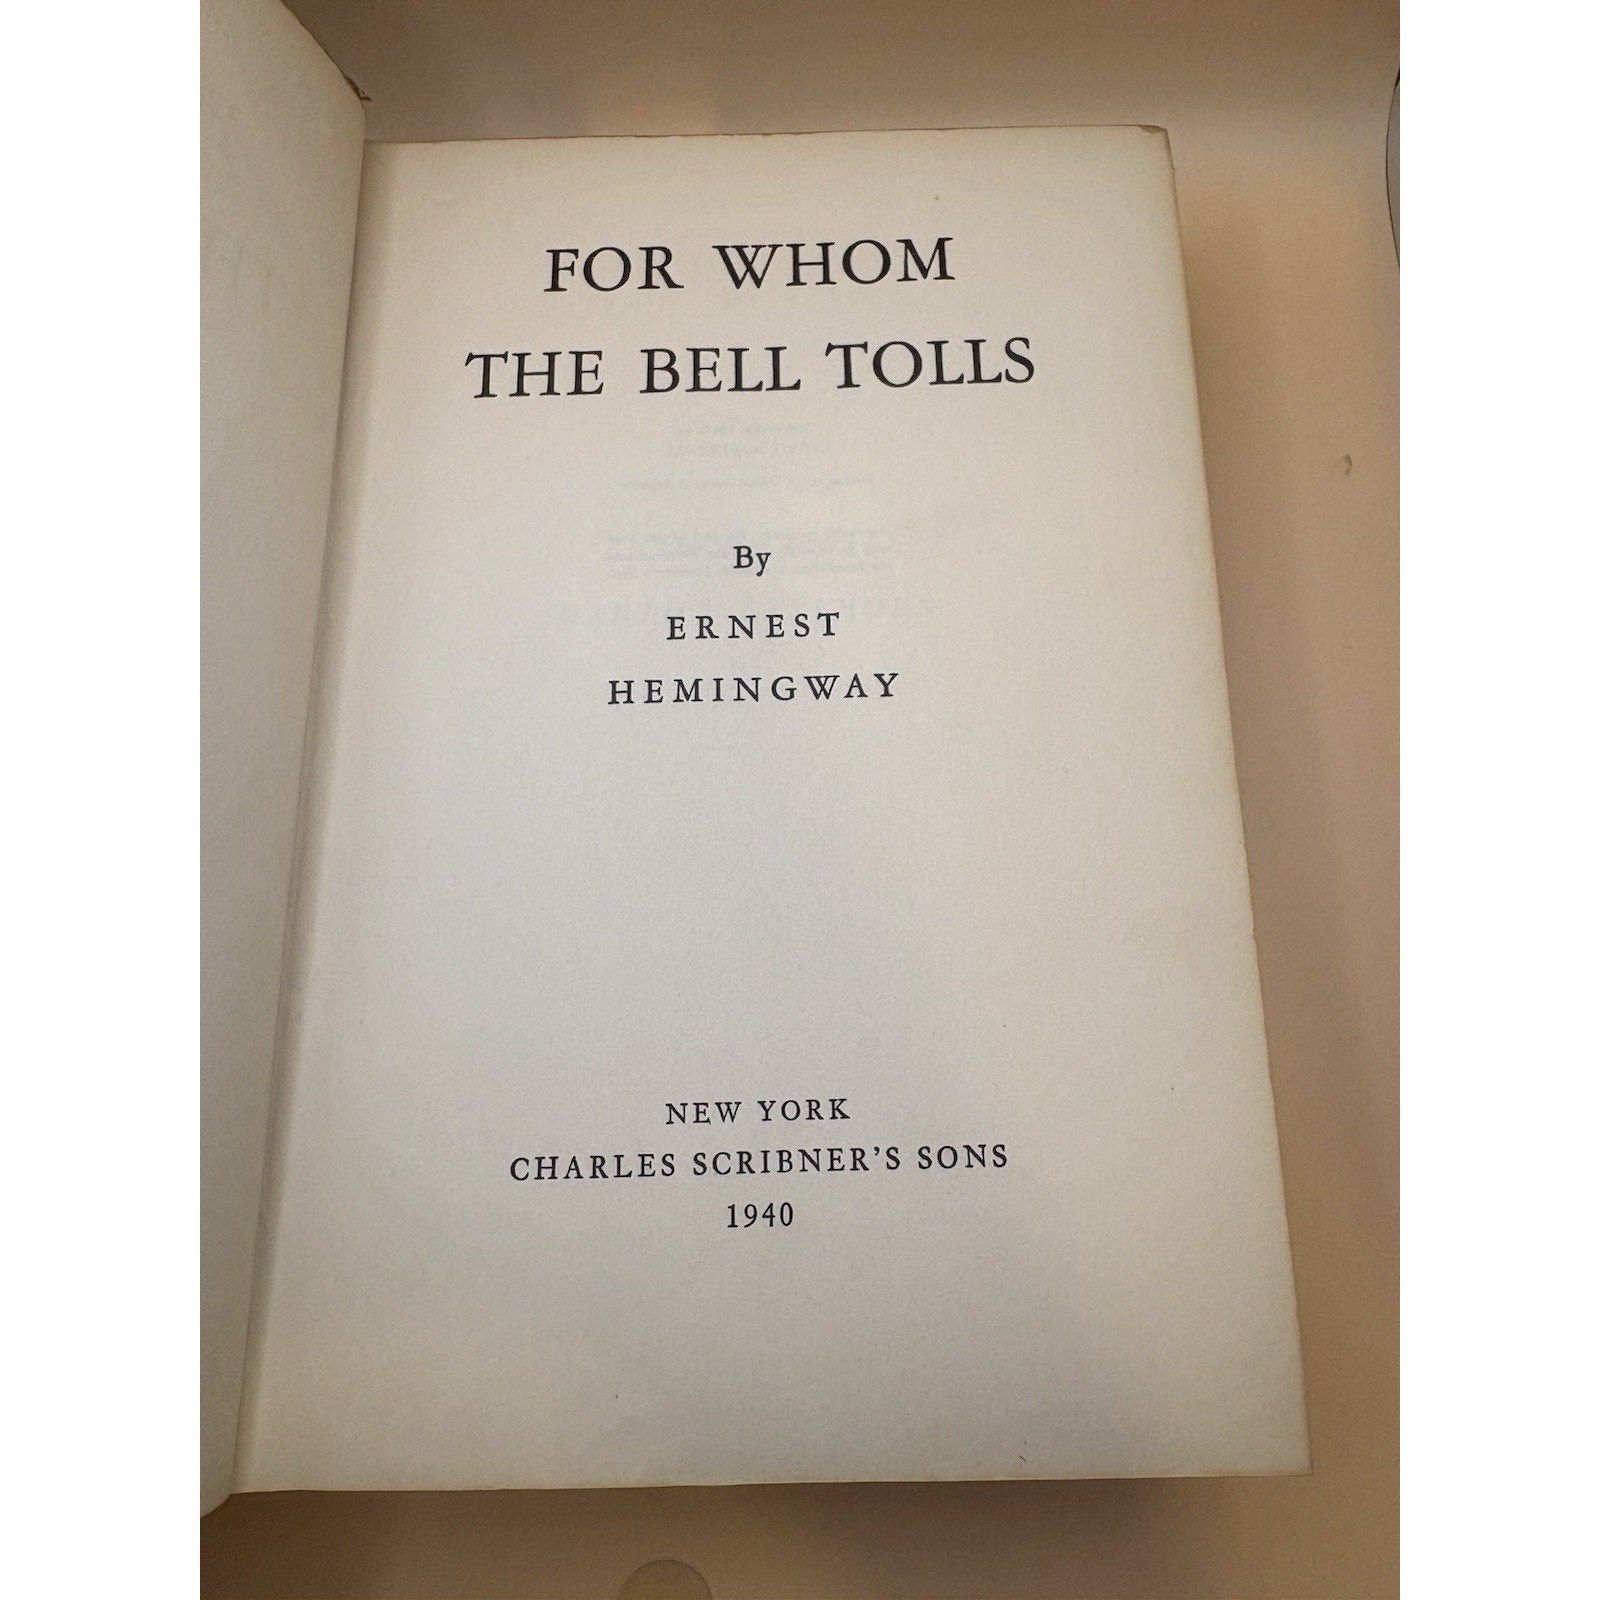 FOR WHOM
THE BELL TOLLS
By
ERNEST
HEMINGWAY
NEW YORK
CHARLES SCRIBNER'S SONS
1940